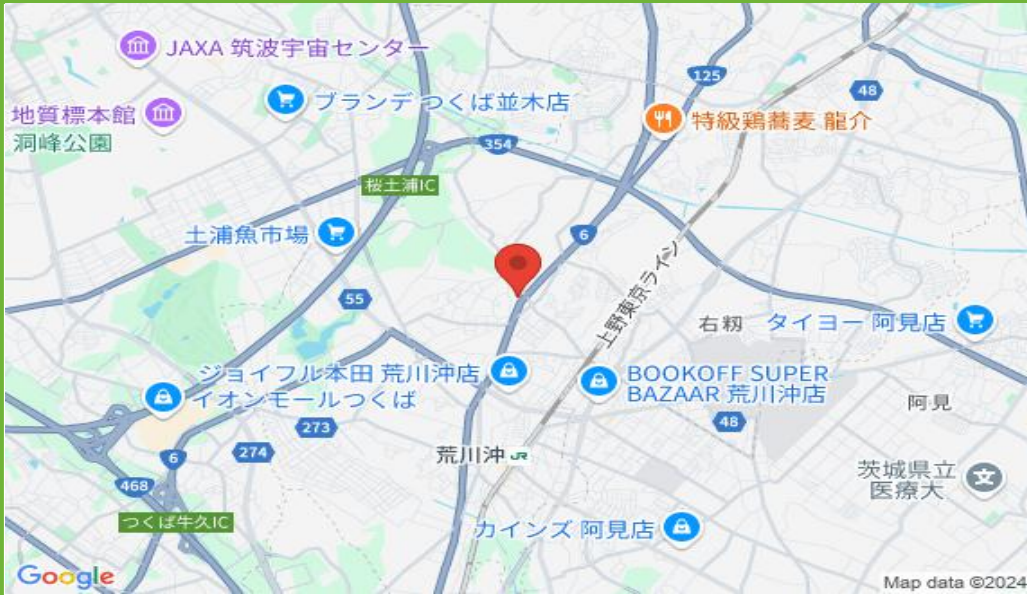 JAXA 筑波宇宙センター
125
48
地質標本館
洞峰公園
ブランデ つくば並木店
特級鶏蕎麦 龍介
354
桜土浦IC
土浦魚市場
6
上野東京ライン
55
右籾
タイヨー 阿見店
ジョイフル本田 荒川沖店
イオンモールつくば
BOOKOFF SUPER
BAZAAR 荒川沖店
阿見
273
48
274
6
荒川沖 JR
468
茨城県立
医療大
つくば牛久IC
カインズ 阿見店
Google
Map data ©2024